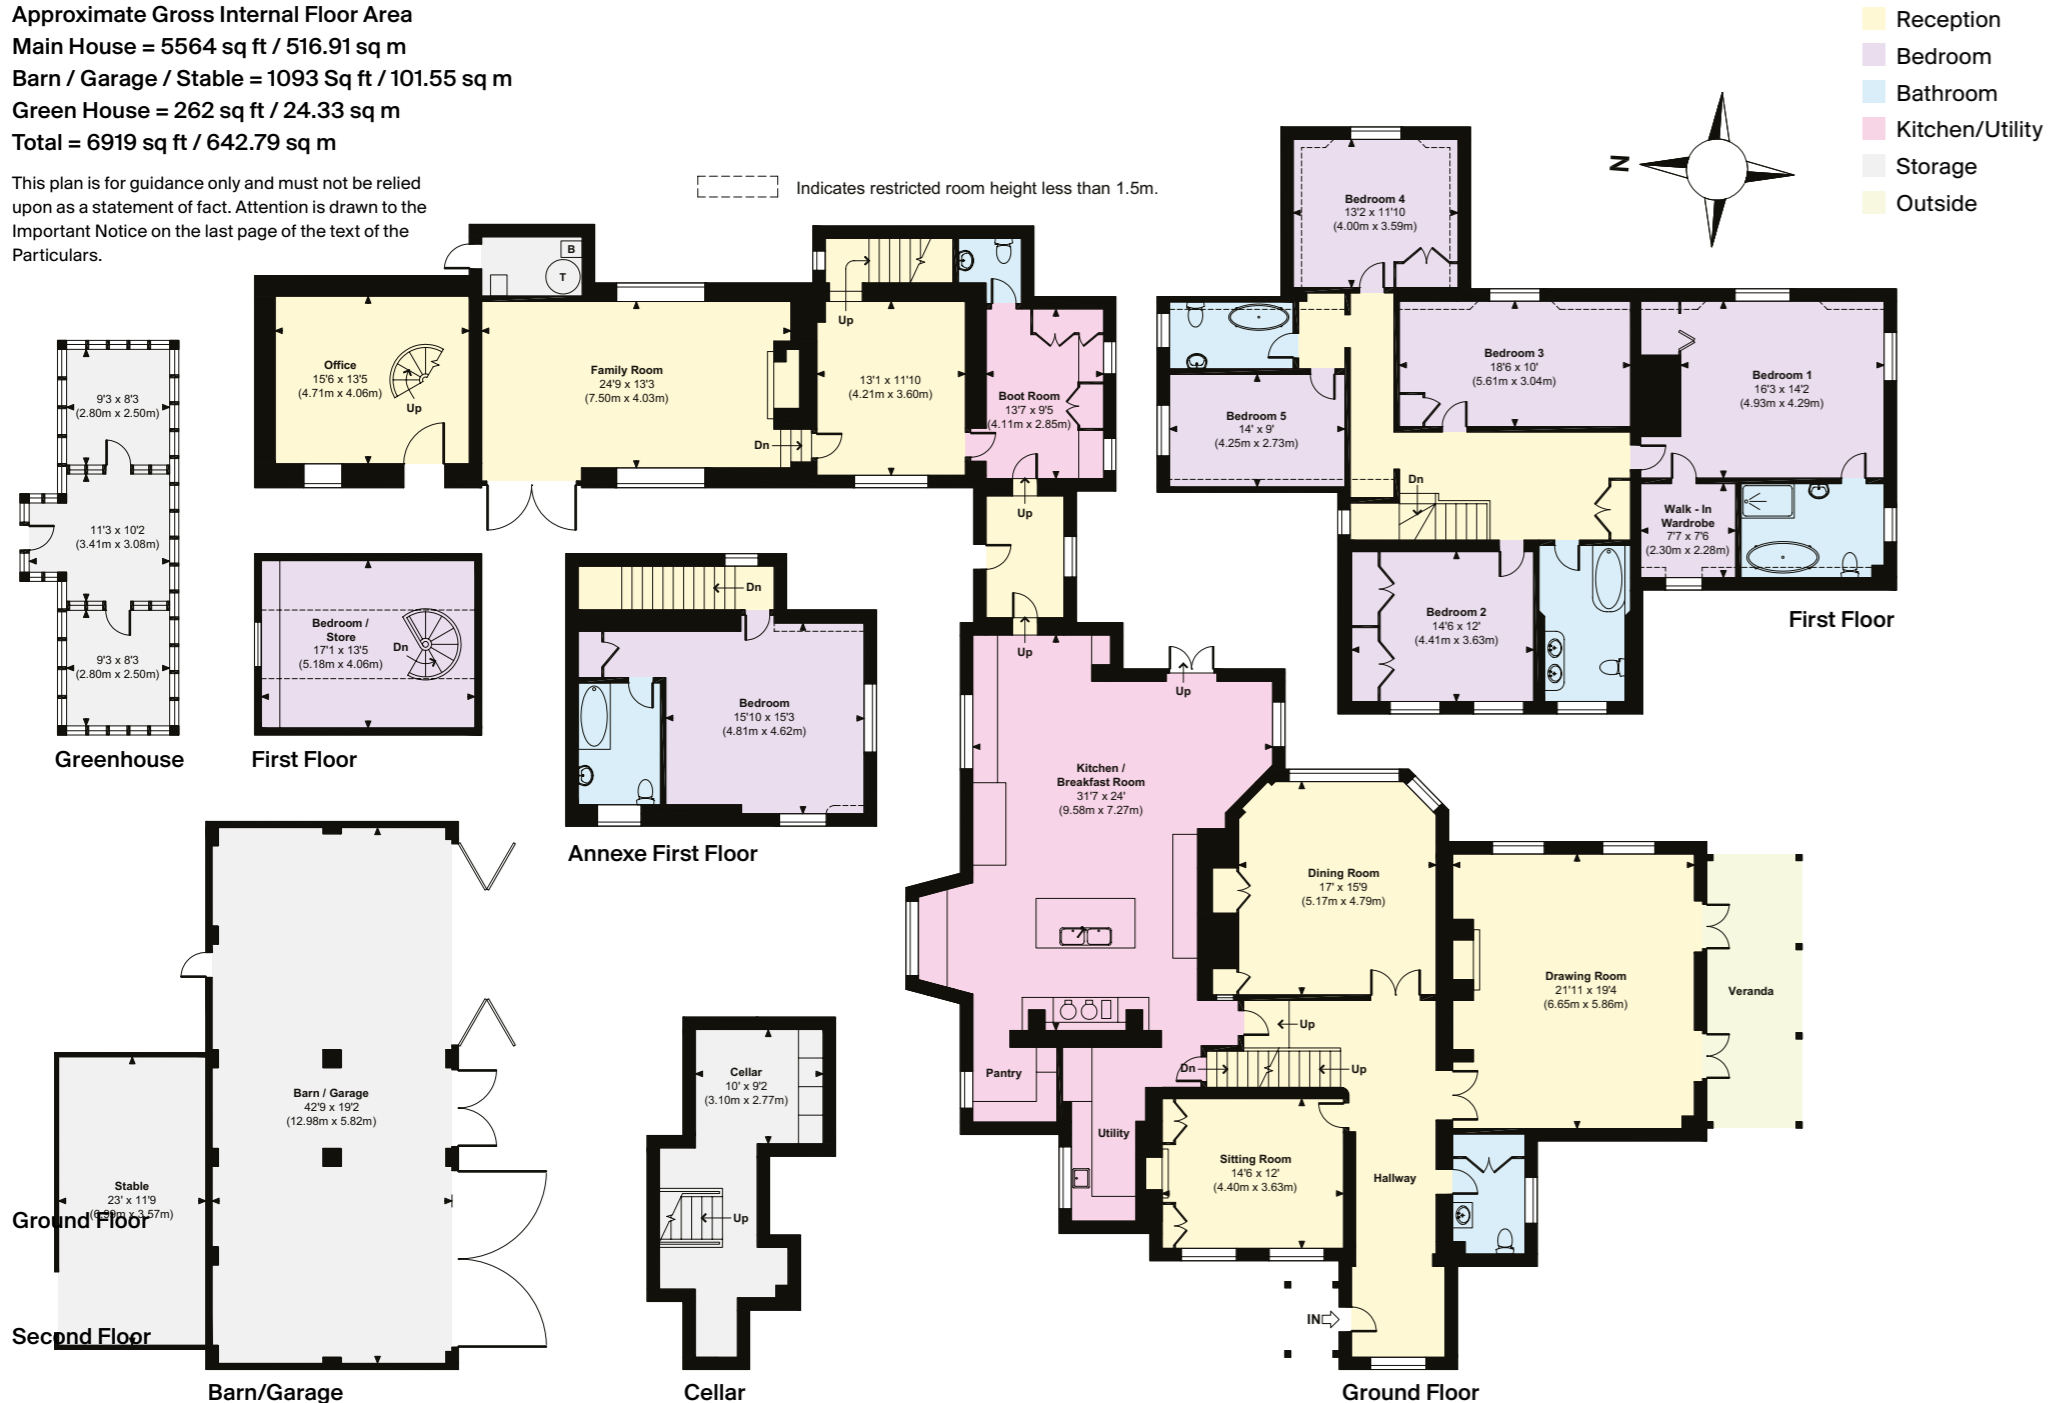 Approximate Gross Internal Floor Area
Main House = 5564 sq ft / 516.91 sq m
Barn / Garage / Stable = 1093 Sq ft / 101.55 sq m
Green House = 262 sq ft / 24.33 sq m
Total = 6919 sq ft / 642.79 sq m
This plan is for guidance only and must not be relied
upon as a statement of fact. Attention is drawn to the
Important Notice on the last page of the text of the
Particulars.
Indicates restricted room height less than 1.5m.
Reception
Bedroom
Bathroom
Kitchen/Utility
Storage
Outside
N
B
T
Office
15'6 x 13'5
(4.71m x 4.06m)
Up
Family Room
24'9 x 13'3
(7.50m x 4.03m)
Dn
Up
13'1 x 11'10
(4.21m x 3.60m)
Boot Room
13'7 x 9'5
(4.11m x 2.85m)
Up
Up
Bedroom 4
13'2 x 11'10
(4.00m x 3.59m)
Bedroom 3
18'6 x 10'
(5.61m x 3.04m)
Bedroom 1
16'3 x 14'2
(4.93m x 4.29m)
Bedroom 5
14' x 9'
(4.25m x 2.73m)
Dn
Walk - In
Wardrobe
7'7 x 7'6
(2.30m x 2.28m)
Bedroom 2
14'6 x 12'
(4.41m x 3.63m)
First Floor
9'3 x 8'3
(2.80m x 2.50m)
11'3 x 10'2
(3.41m x 3.08m)
9'3 x 8'3
(2.80m x 2.50m)
Greenhouse
Bedroom /
Store
17'1 x 13'5
(5.18m x 4.06m)
Dn
First Floor
Dn
Bedroom
15'10 x 15'3
(4.81m x 4.62m)
Annexe First Floor
Up
Kitchen /
Breakfast Room
31'7 x 24'
(9.58m x 7.27m)
Dining Room
17' x 15'9
(5.17m x 4.79m)
Drawing Room
21'11 x 19'4
(6.65m x 5.86m)
Veranda
Up
Dn
Up
Pantry
Utility
Sitting Room
14'6 x 12'
(4.40m x 3.63m)
Hallway
IN
Ground Floor
Barn / Garage
42'9 x 19'2
(12.98m x 5.82m)
Stable
23' x 11'9
Ground Floor
Second Floor
Barn/Garage
Cellar
10' x 9'2
(3.10m x 2.77m)
Up
Cellar